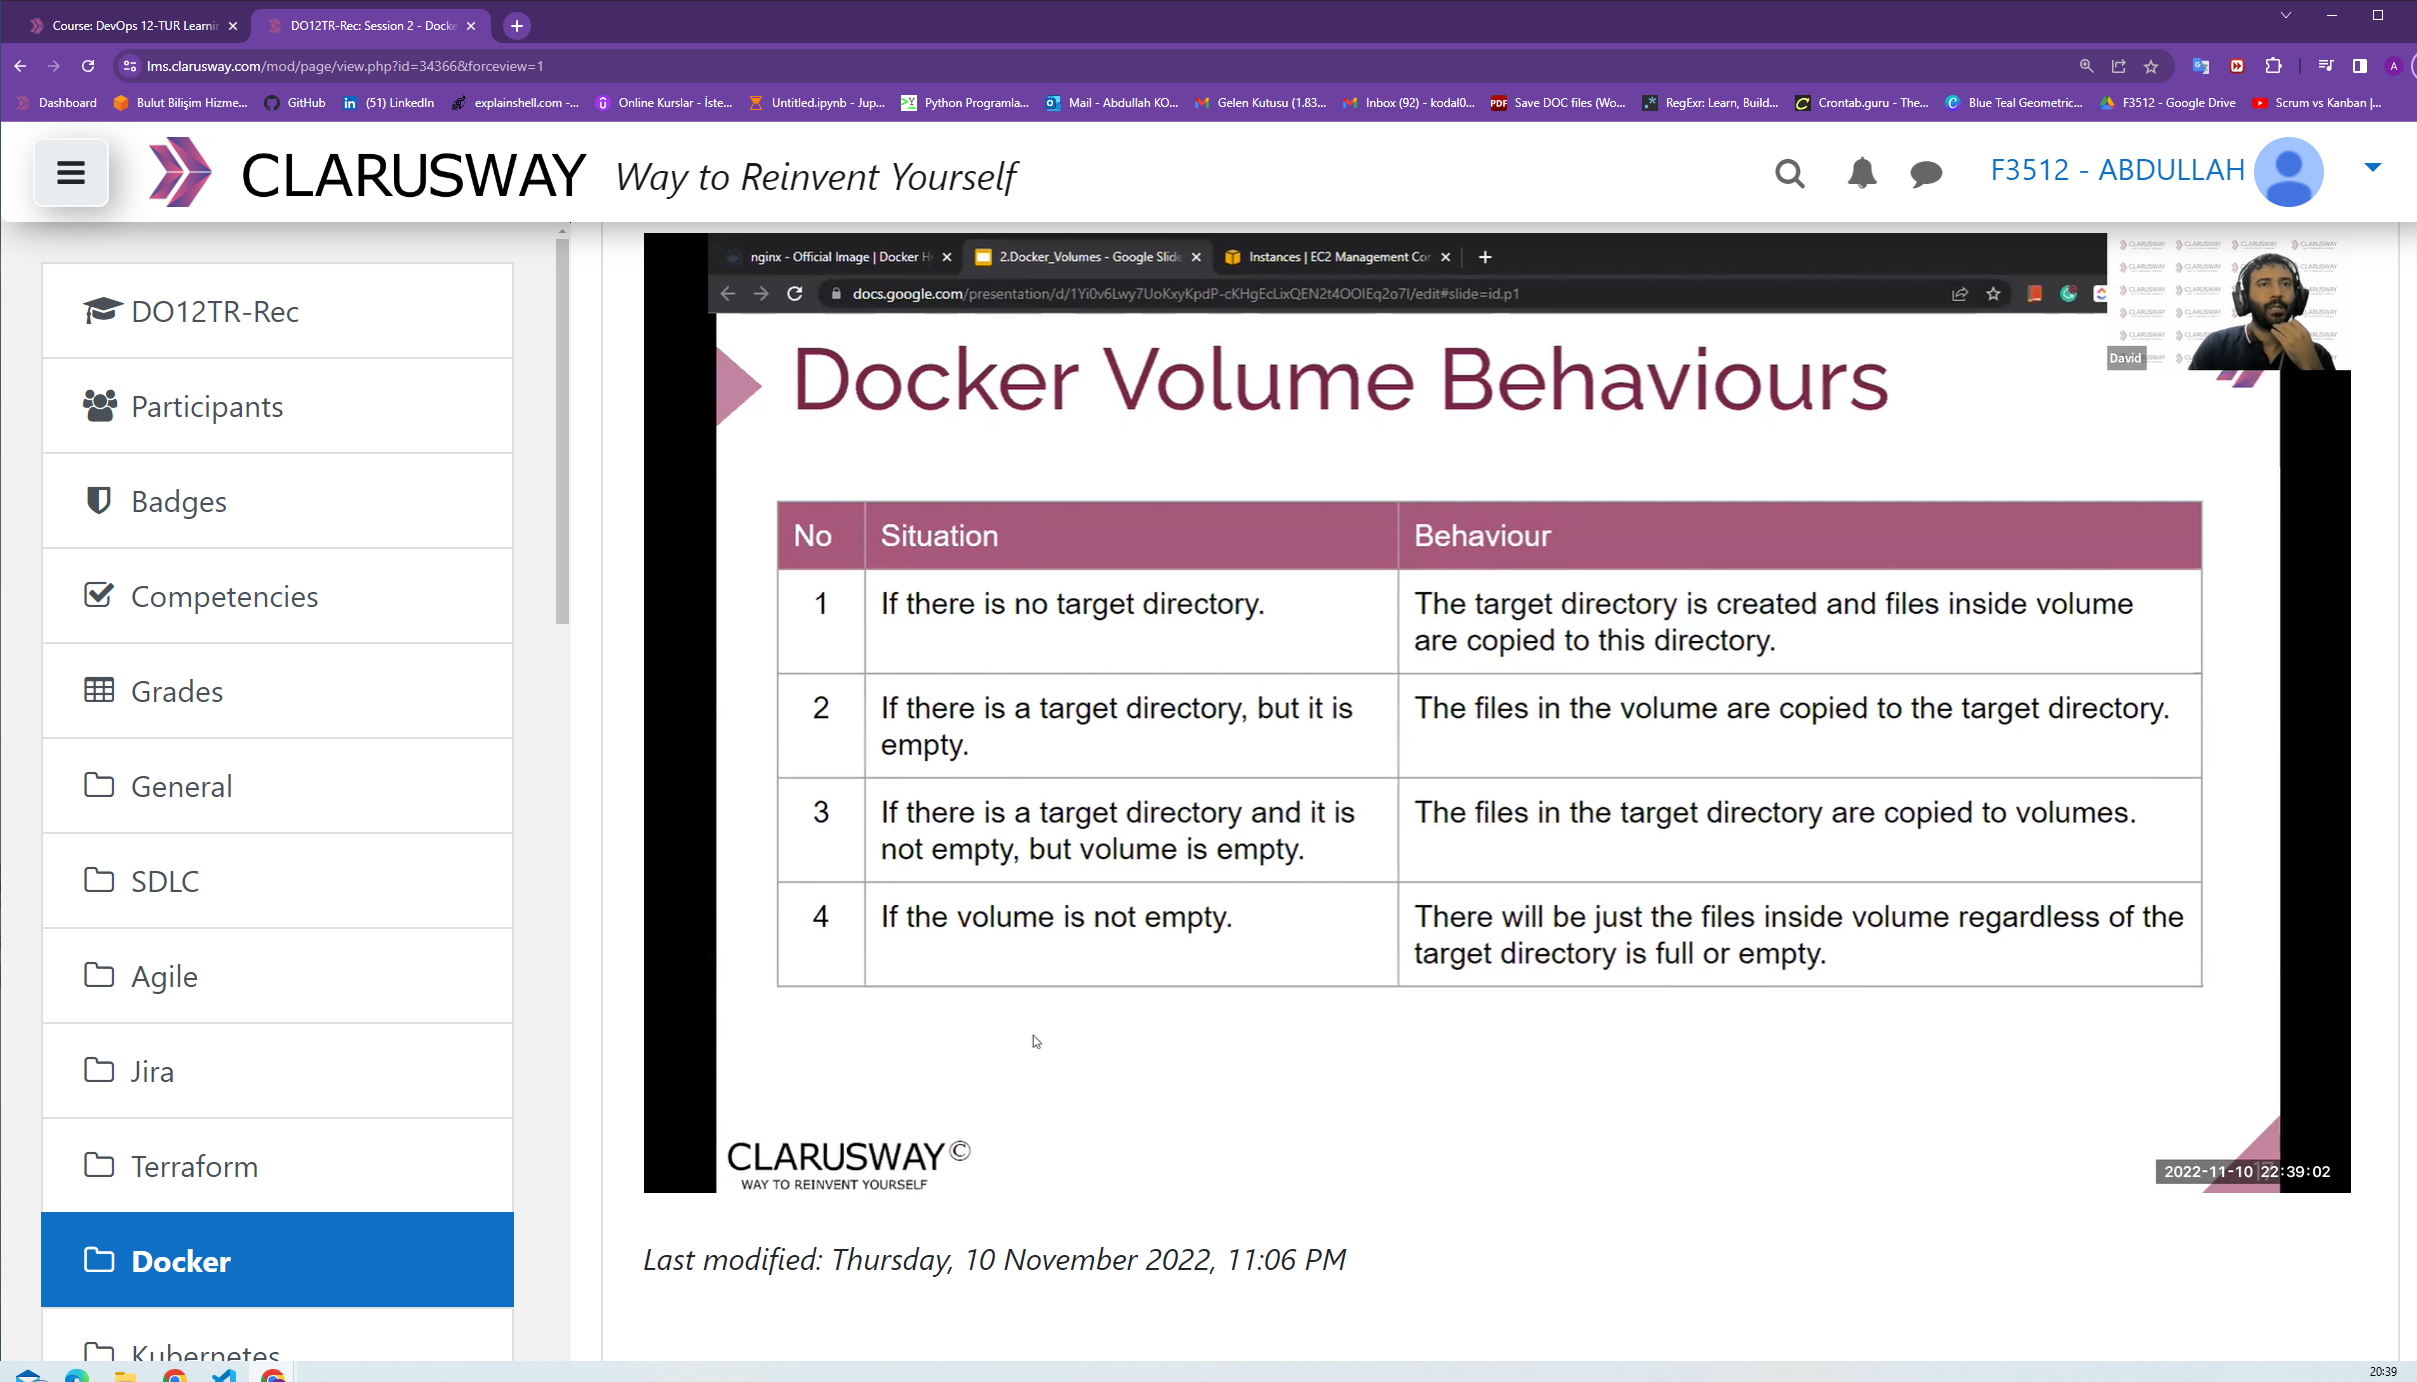 Course: DevOps 12-TUR Learnin
DO12TR-Rec: Session 2 - Docke
lms.clarusway.com/mod/page/view.php?id=34366&forceview=1
Dashboard
Bulut Bilişim Hizme...
GitHub
(51) LinkedIn
explainshell.com -...
Online Kurslar - İste...
Untitled.ipynb - Jup...
Python Programla...
Mail - Abdullah KO...
Gelen Kutusu (1.83...
Inbox (92) - kodal0...
Save DOC files (Wo...
RegExr: Learn, Build...
Crontab.guru - The...
Blue Teal Geometric...
F3512 - Google Drive
Scrum vs Kanban |...
CLARUSWAY Way to Reinvent Yourself
F3512 - ABDULLAH
DO12TR-Rec
Participants
Badges
Competencies
Grades
General
SDLC
Agile
Jira
Terraform
Docker
Kubernetes
nginx - Official Image | Docker H
2.Docker_Volumes - Google Slide
Instances | EC2 Management Cor
docs.google.com/presentation/d/1Yi0v6Lwy7UoKxyKpdP-cKHgEcLixQEN2t4OOIEq2o7I/edit#slide=id.p1
David
Docker Volume Behaviours
No Situation Behaviour
1 If there is no target directory. The target directory is created and files inside volume
are copied to this directory.
2 If there is a target directory, but it is The files in the volume are copied to the target directory.
empty.
3 If there is a target directory and it is The files in the target directory are copied to volumes.
not empty, but volume is empty.
4 If the volume is not empty. There will be just the files inside volume regardless of the
target directory is full or empty.
CLARUSWAY©
WAY TO REINVENT YOURSELF
2022-11-10 22:39:02
Last modified: Thursday, 10 November 2022, 11:06 PM
20:39